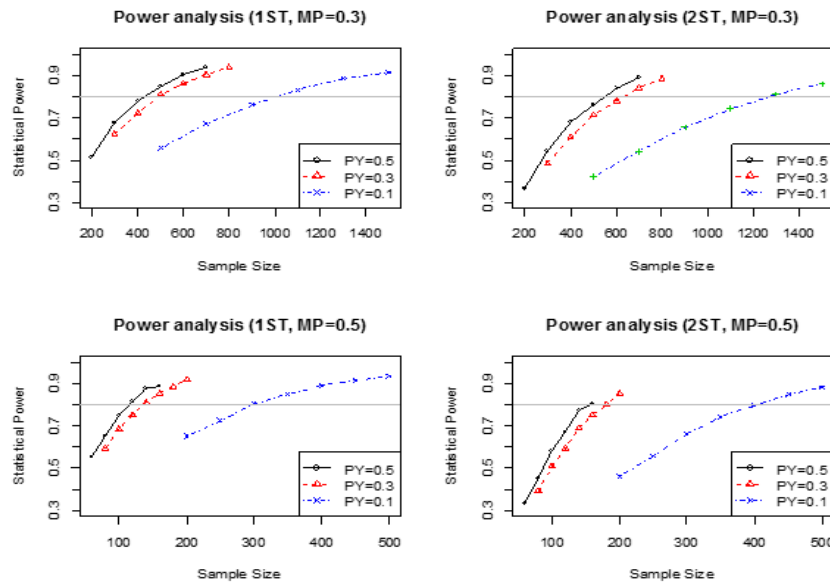 Power analysis (1ST, MP=0.3)
Statistical Power
0.3 0.5 0.7 0.9
PY=0.5
PY=0.3
PY=0.1
200 400 600 800 1000 1200 1400
Sample Size
Power analysis (2ST, MP=0.3)
Statistical Power
0.3 0.5 0.7 0.9
PY=0.5
PY=0.3
PY=0.1
200 400 600 800 1000 1200 1400
Sample Size
Power analysis (1ST, MP=0.5)
Statistical Power
0.3 0.5 0.7 0.9
PY=0.5
PY=0.3
PY=0.1
100 200 300 400 500
Sample Size
Power analysis (2ST, MP=0.5)
Statistical Power
0.3 0.5 0.7 0.9
PY=0.5
PY=0.3
PY=0.1
100 200 300 400 500
Sample Size